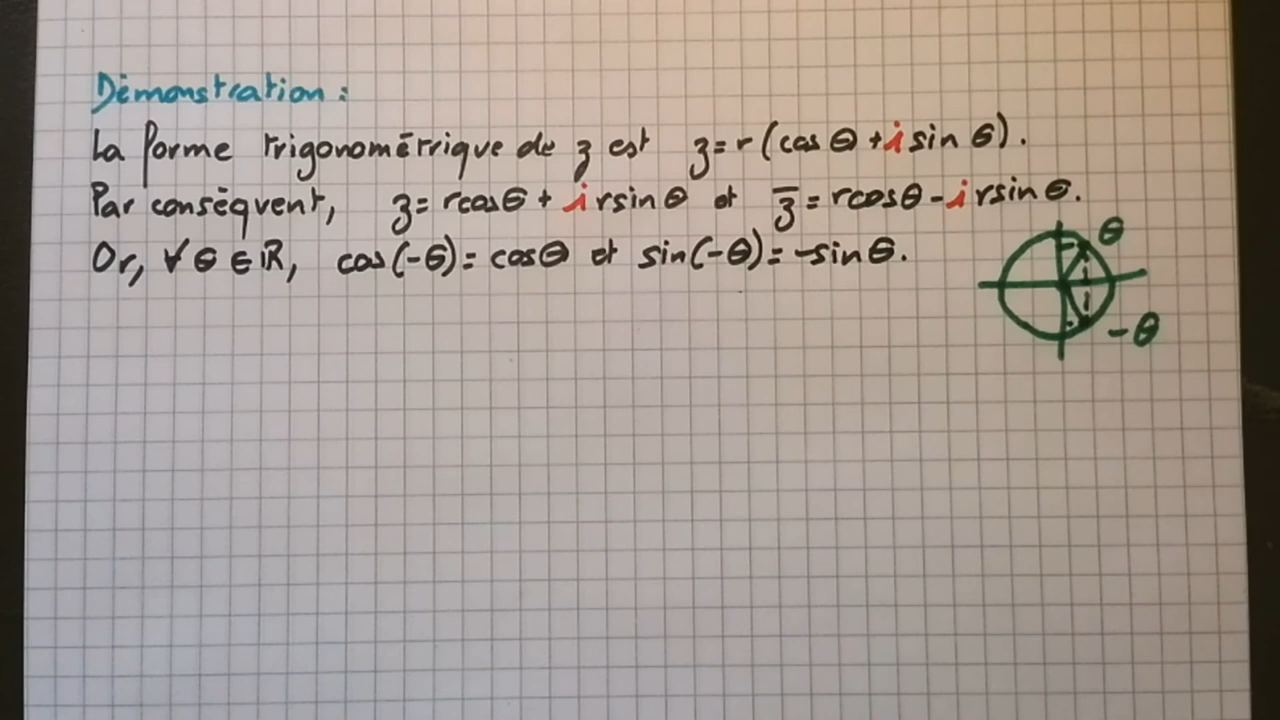 Démonstration :
La forme trigonométrique de z est z = r (cos θ + i sin θ).
Par conséquent, z = r cos θ + i r sin θ et z̅ = r cos θ - i r sin θ.
Or, ∀ θ ∈ ℝ, cos(-θ) = cos θ et sin(-θ) = -sin θ.
θ
-θ